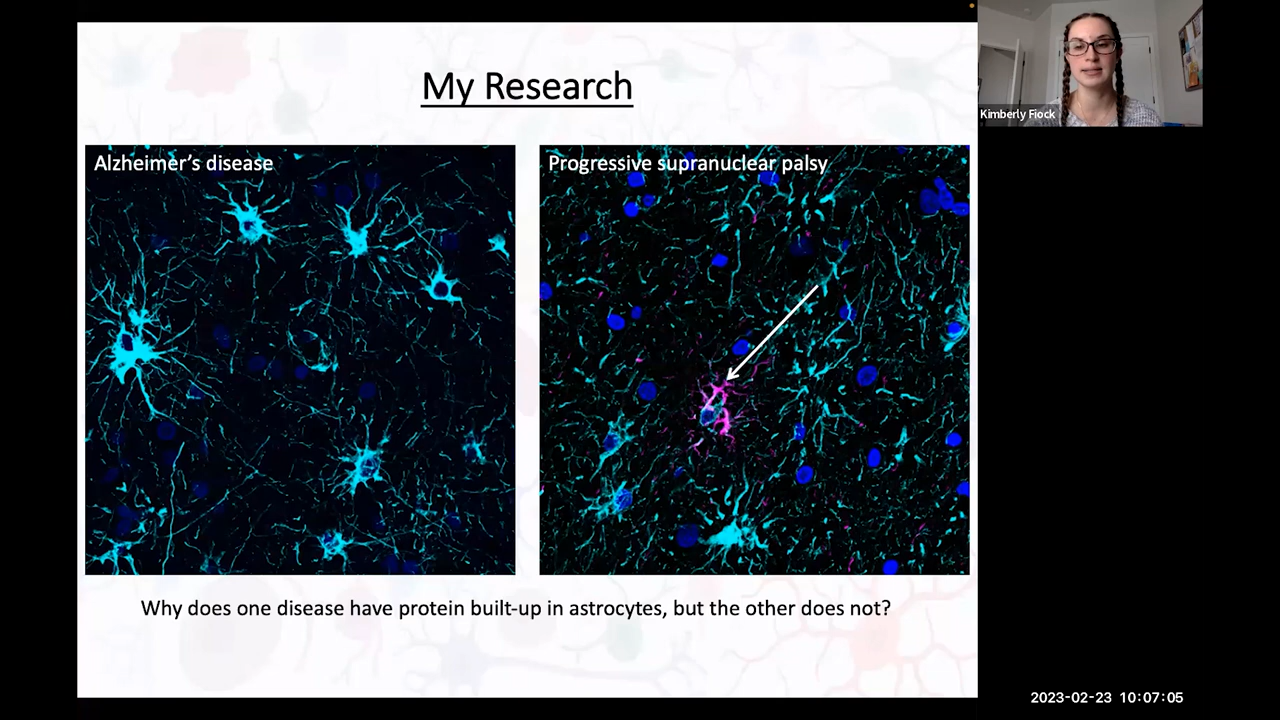 My Research
Alzheimer's disease
Progressive supranuclear palsy
Why does one disease have protein built-up in astrocytes, but the other does not?
Kimberly Fiock
2023-02-23 10:07:05